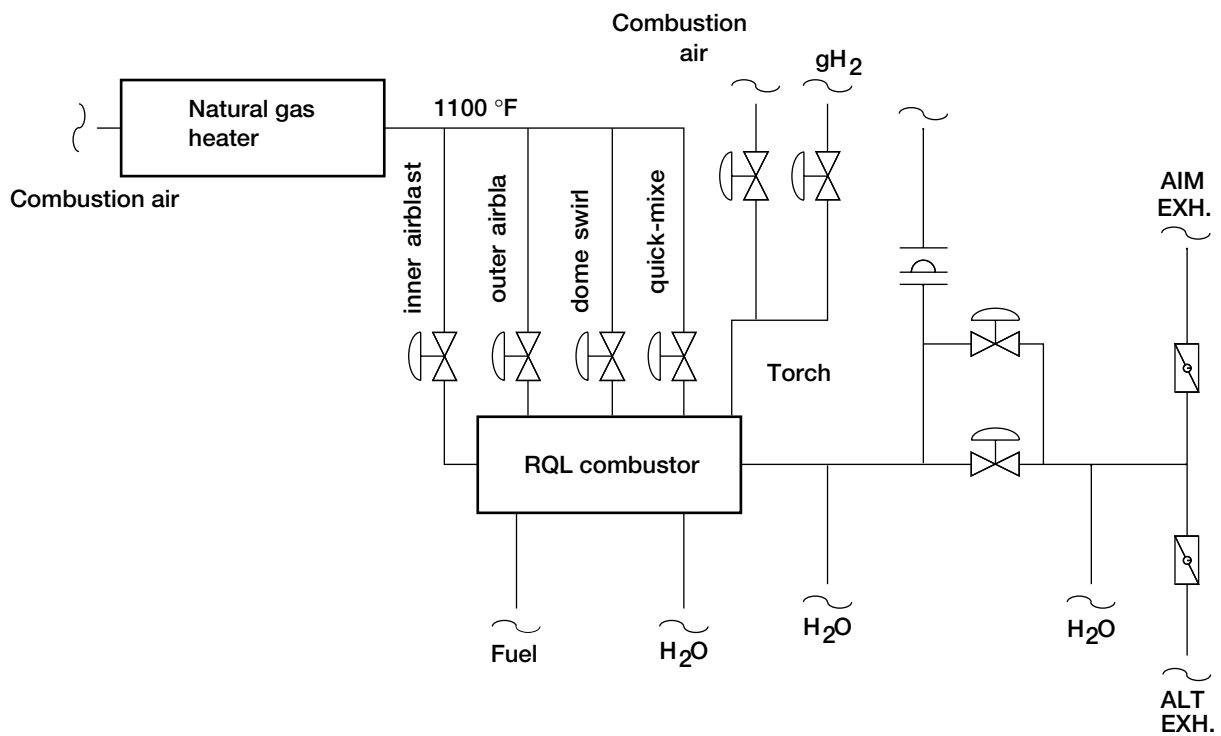 Combustion
air
gH2
Natural gas
heater
1100 °F
Combustion air
inner airblast
outer airbla
dome swirl
quick-mixe
AIM
EXH.
Torch
RQL combustor
Fuel
H2O
H2O
H2O
ALT
EXH.